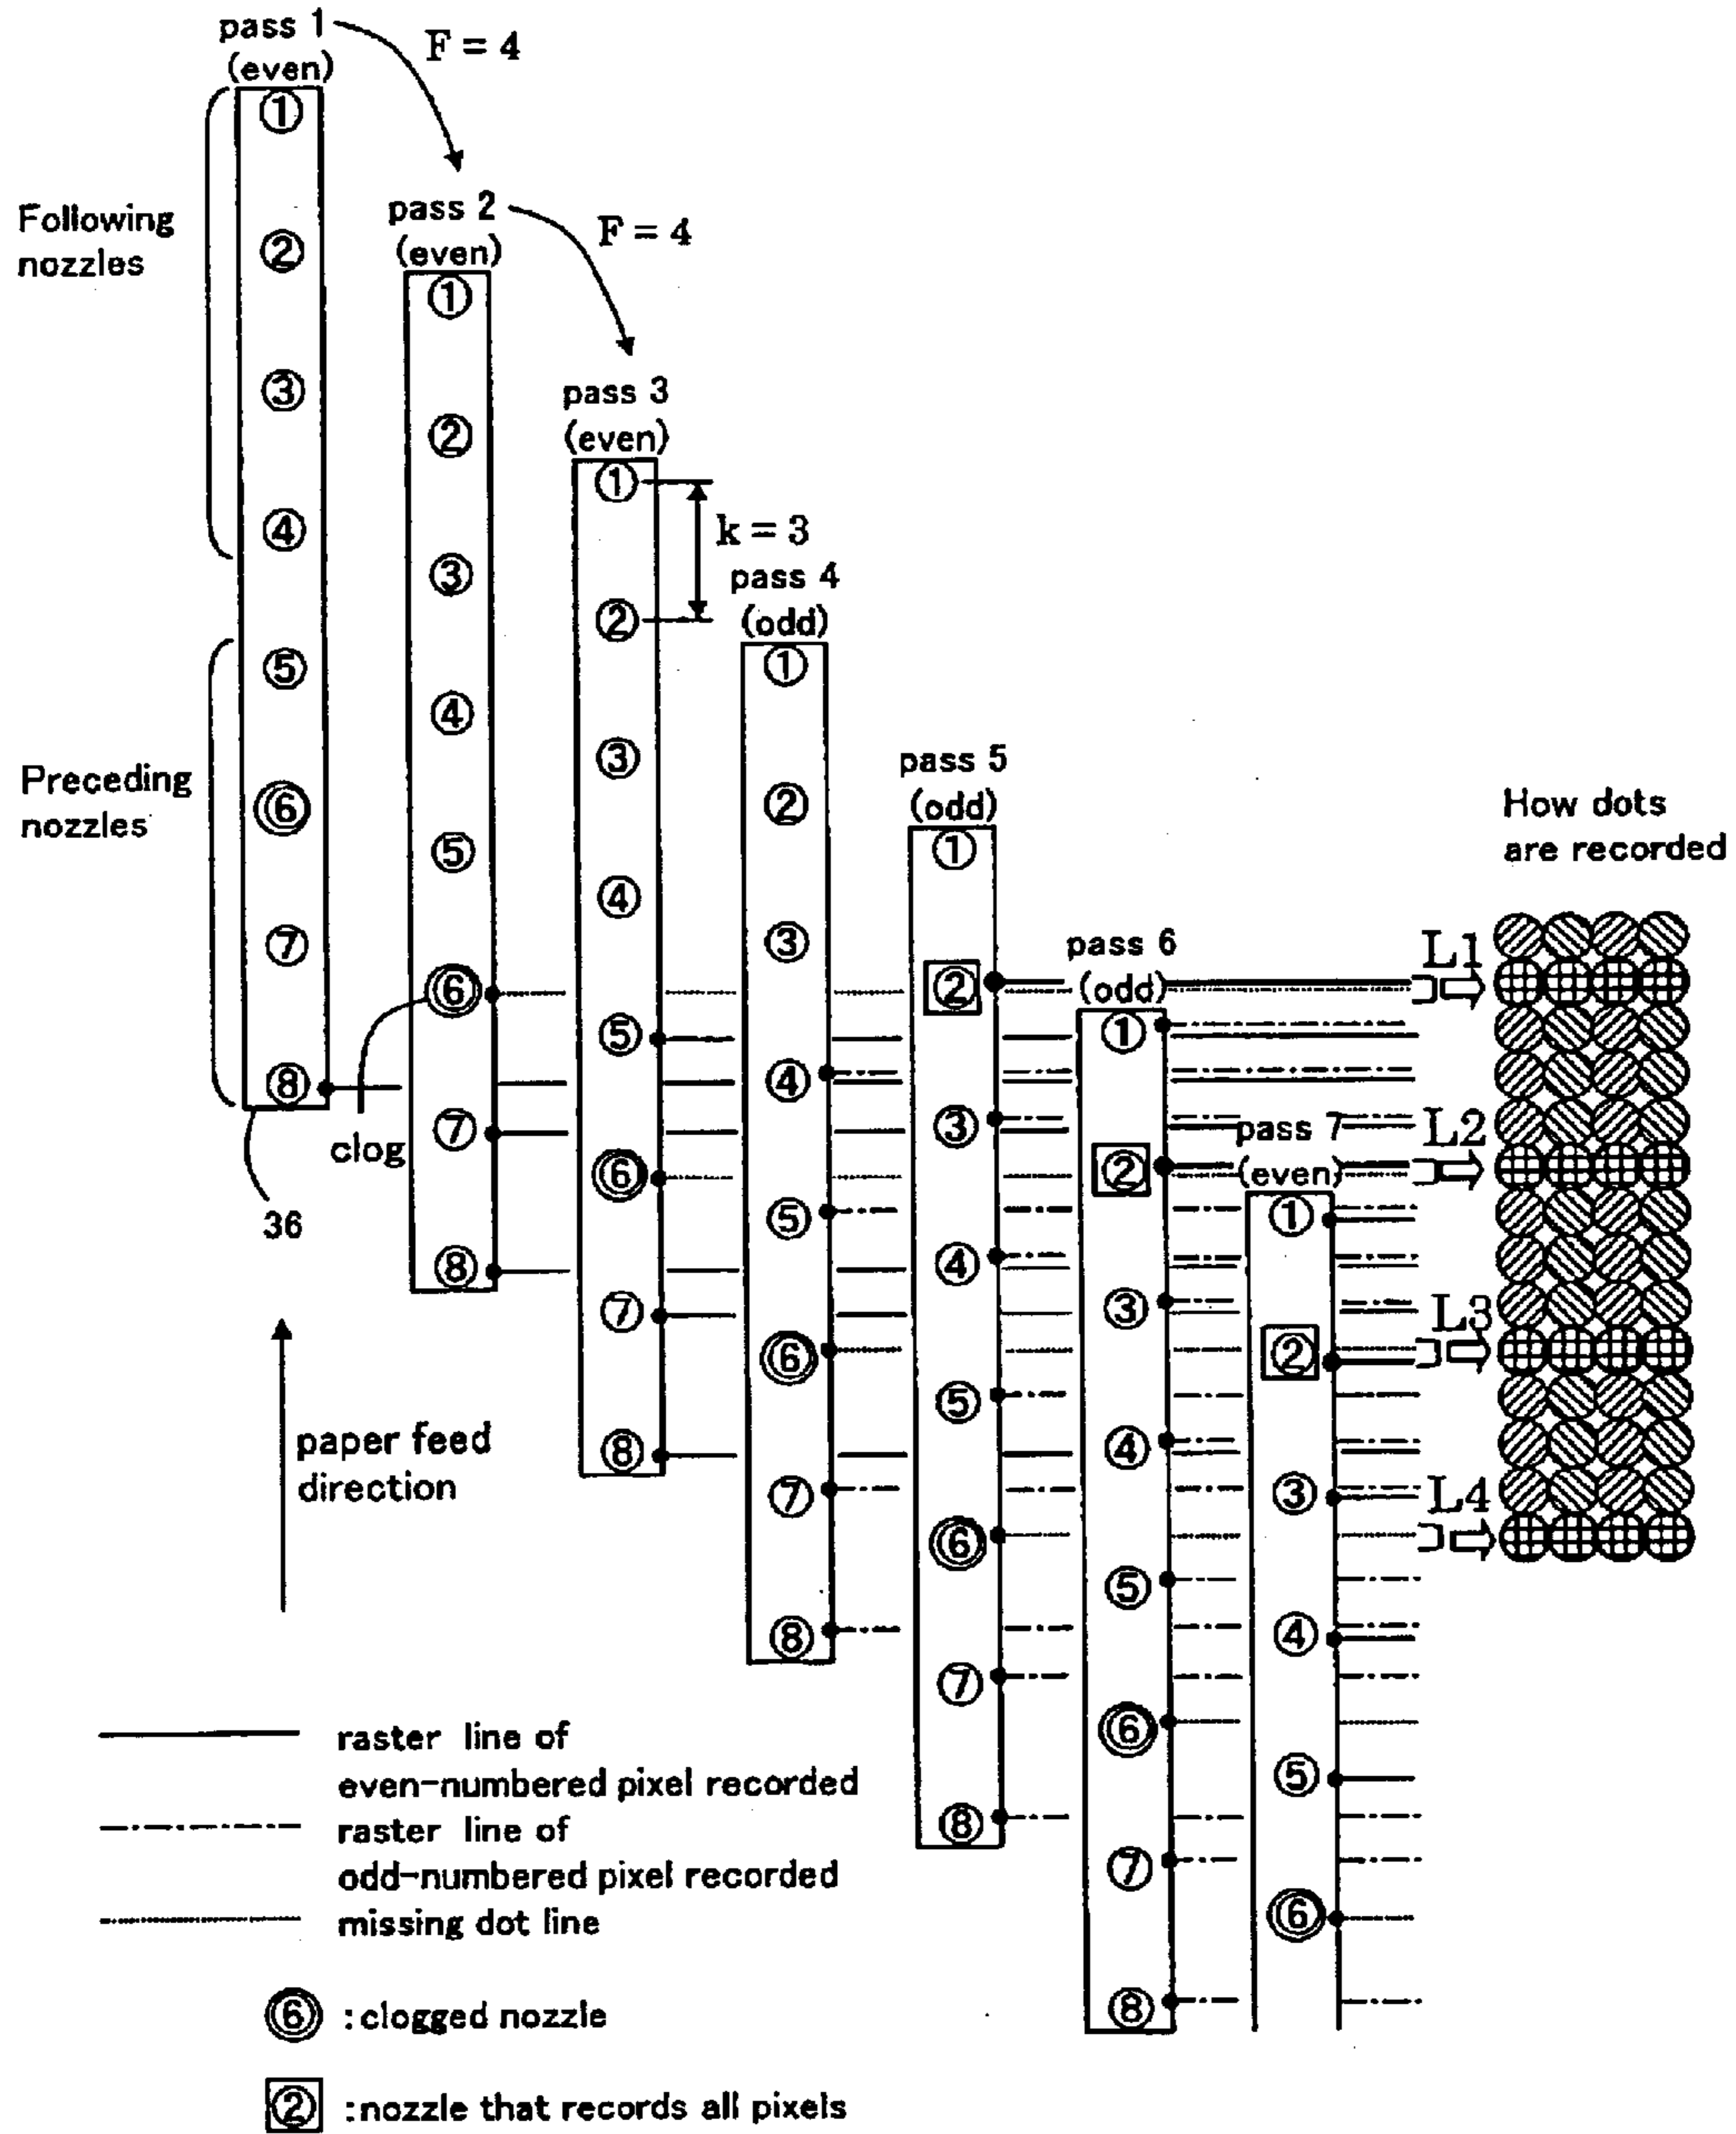 pass 1
(even)
F = 4
①
②
③
④
⑤
⑥
⑦
⑧
Following
nozzles
Preceding
nozzles
36
pass 2
(even)
F = 4
①
②
③
④
⑤
⑥
⑦
⑧
clog
pass 3
(even)
①
②
③
④
⑤
⑥
⑦
⑧
k = 3
pass 4
(odd)
①
②
③
④
⑤
⑥
⑦
⑧
pass 5
(odd)
①
②
③
④
⑤
⑥
⑦
⑧
pass 6
(odd)
①
②
③
④
⑤
⑥
⑦
⑧
pass 7
(even)
①
②
③
④
⑤
⑥
How dots
are recorded
L1
L2
L3
L4
paper feed
direction
raster line of
even-numbered pixel recorded
raster line of
odd-numbered pixel recorded
missing dot line
⑥ :clogged nozzle
② :nozzle that records all pixels